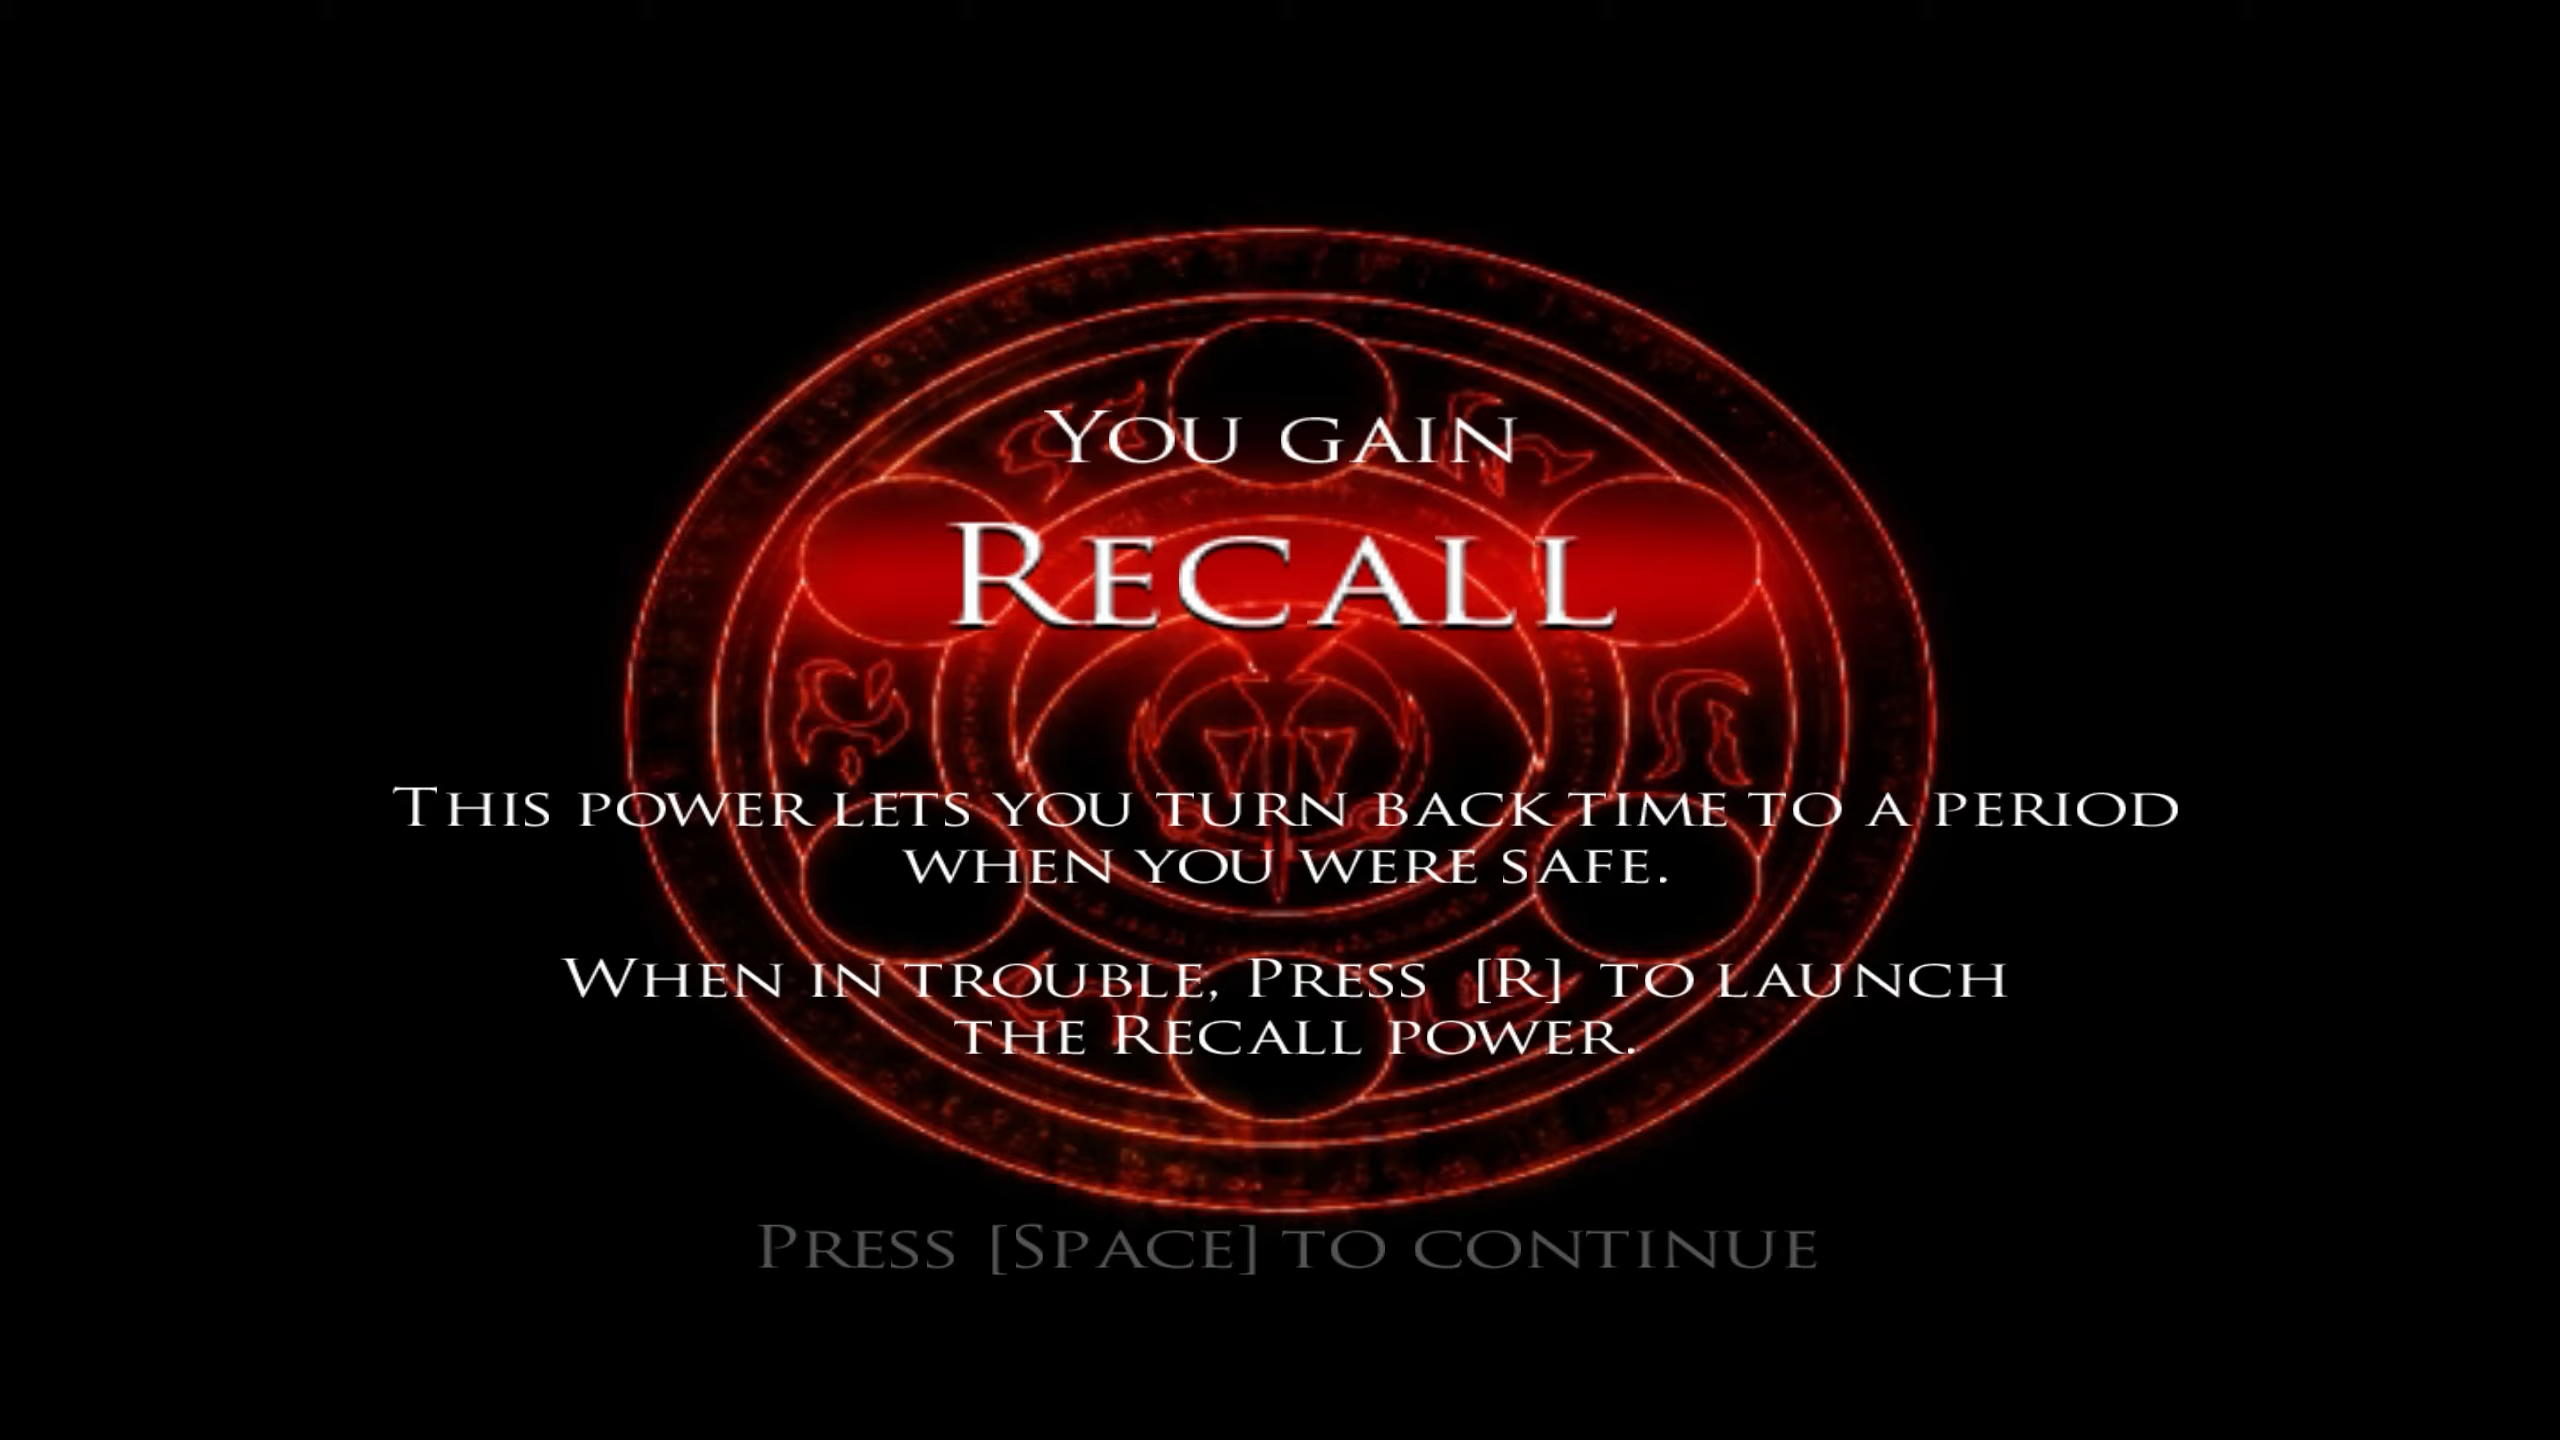 You gain
Recall
This power lets you turn back time to a period
when you were safe.
When in trouble, Press [R] to launch
the Recall power.
Press [Space] to continue